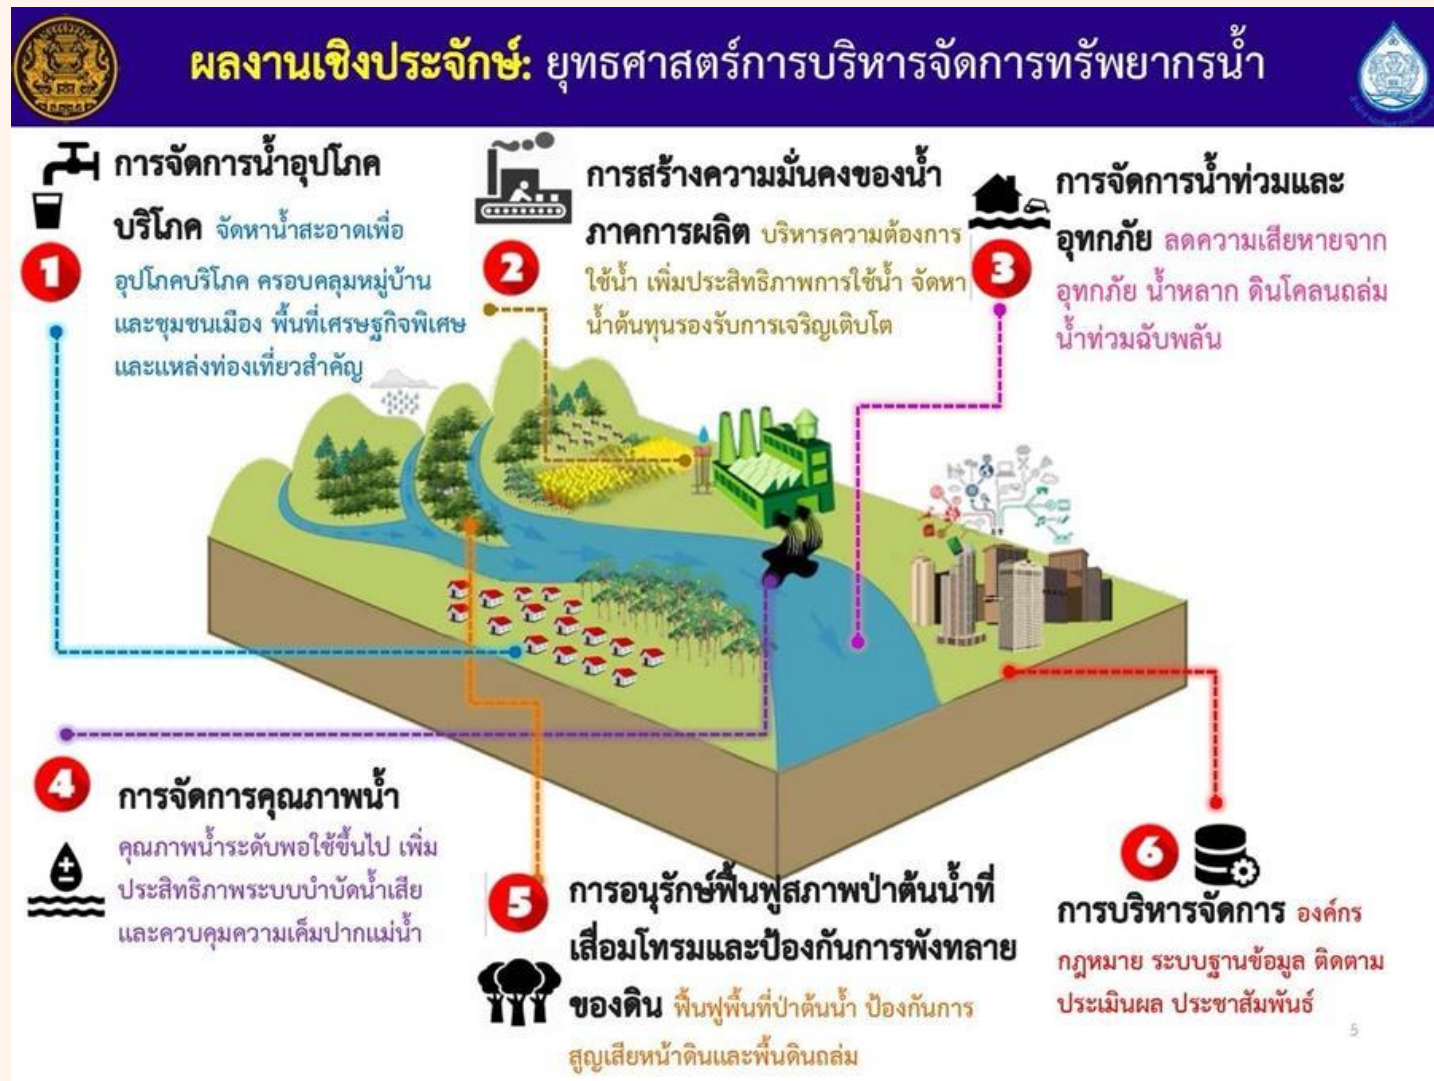 ผลงานเชิงประจักษ์: ยุทธศาสตร์การบริหารจัดการทรัพยากรน้ำ
1
การจัดการน้ำอุปโภค
บริโภค จัดหาน้ำสะอาดเพื่อ
อุปโภคบริโภค ครอบคลุมหมู่บ้าน
และชุมชนเมือง พื้นที่เศรษฐกิจพิเศษ
และแหล่งท่องเที่ยวสำคัญ
2
การสร้างความมั่นคงของน้ำ
ภาคการผลิต บริหารความต้องการ
ใช้น้ำ เพิ่มประสิทธิภาพการใช้น้ำ จัดหา
น้ำต้นทุนรองรับการเจริญเติบโต
3
การจัดการน้ำท่วมและ
อุทกภัย ลดความเสียหายจาก
อุทกภัย น้ำหลาก ดินโคลนถล่ม
น้ำท่วมฉับพลัน
4
การจัดการคุณภาพน้ำ
คุณภาพน้ำระดับพอใช้ขึ้นไป เพิ่ม
ประสิทธิภาพระบบบำบัดน้ำเสีย
และควบคุมความเค็มปากแม่น้ำ
5
การอนุรักษ์ฟื้นฟูสภาพป่าต้นน้ำที่
เสื่อมโทรมและป้องกันการพังทลาย
ของดิน ฟื้นฟูพื้นที่ป่าต้นน้ำ ป้องกันการ
สูญเสียหน้าดินและพื้นดินถล่ม
6
การบริหารจัดการ องค์กร
กฎหมาย ระบบฐานข้อมูล ติดตาม
ประเมินผล ประชาสัมพันธ์
5